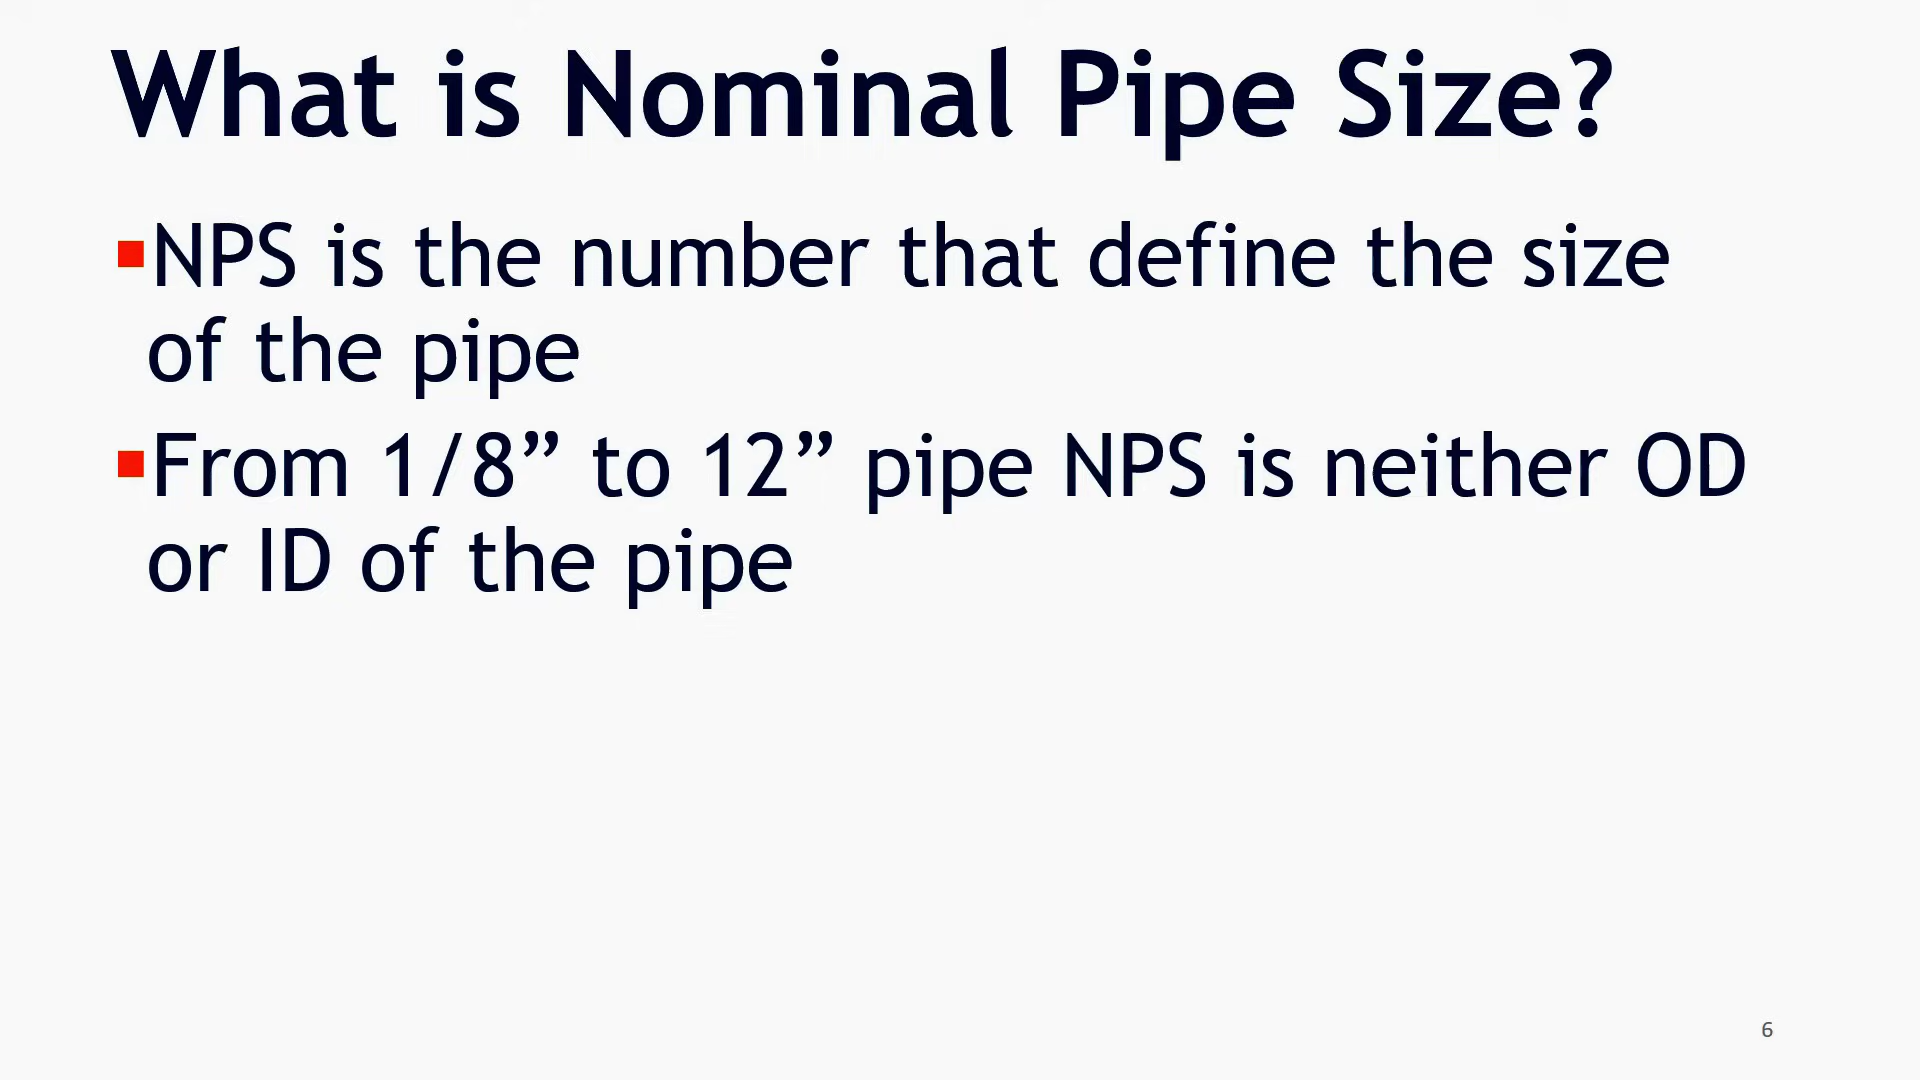 What is Nominal Pipe Size?
▪NPS is the number that define the size
of the pipe
▪From 1/8” to 12” pipe NPS is neither OD
or ID of the pipe
6